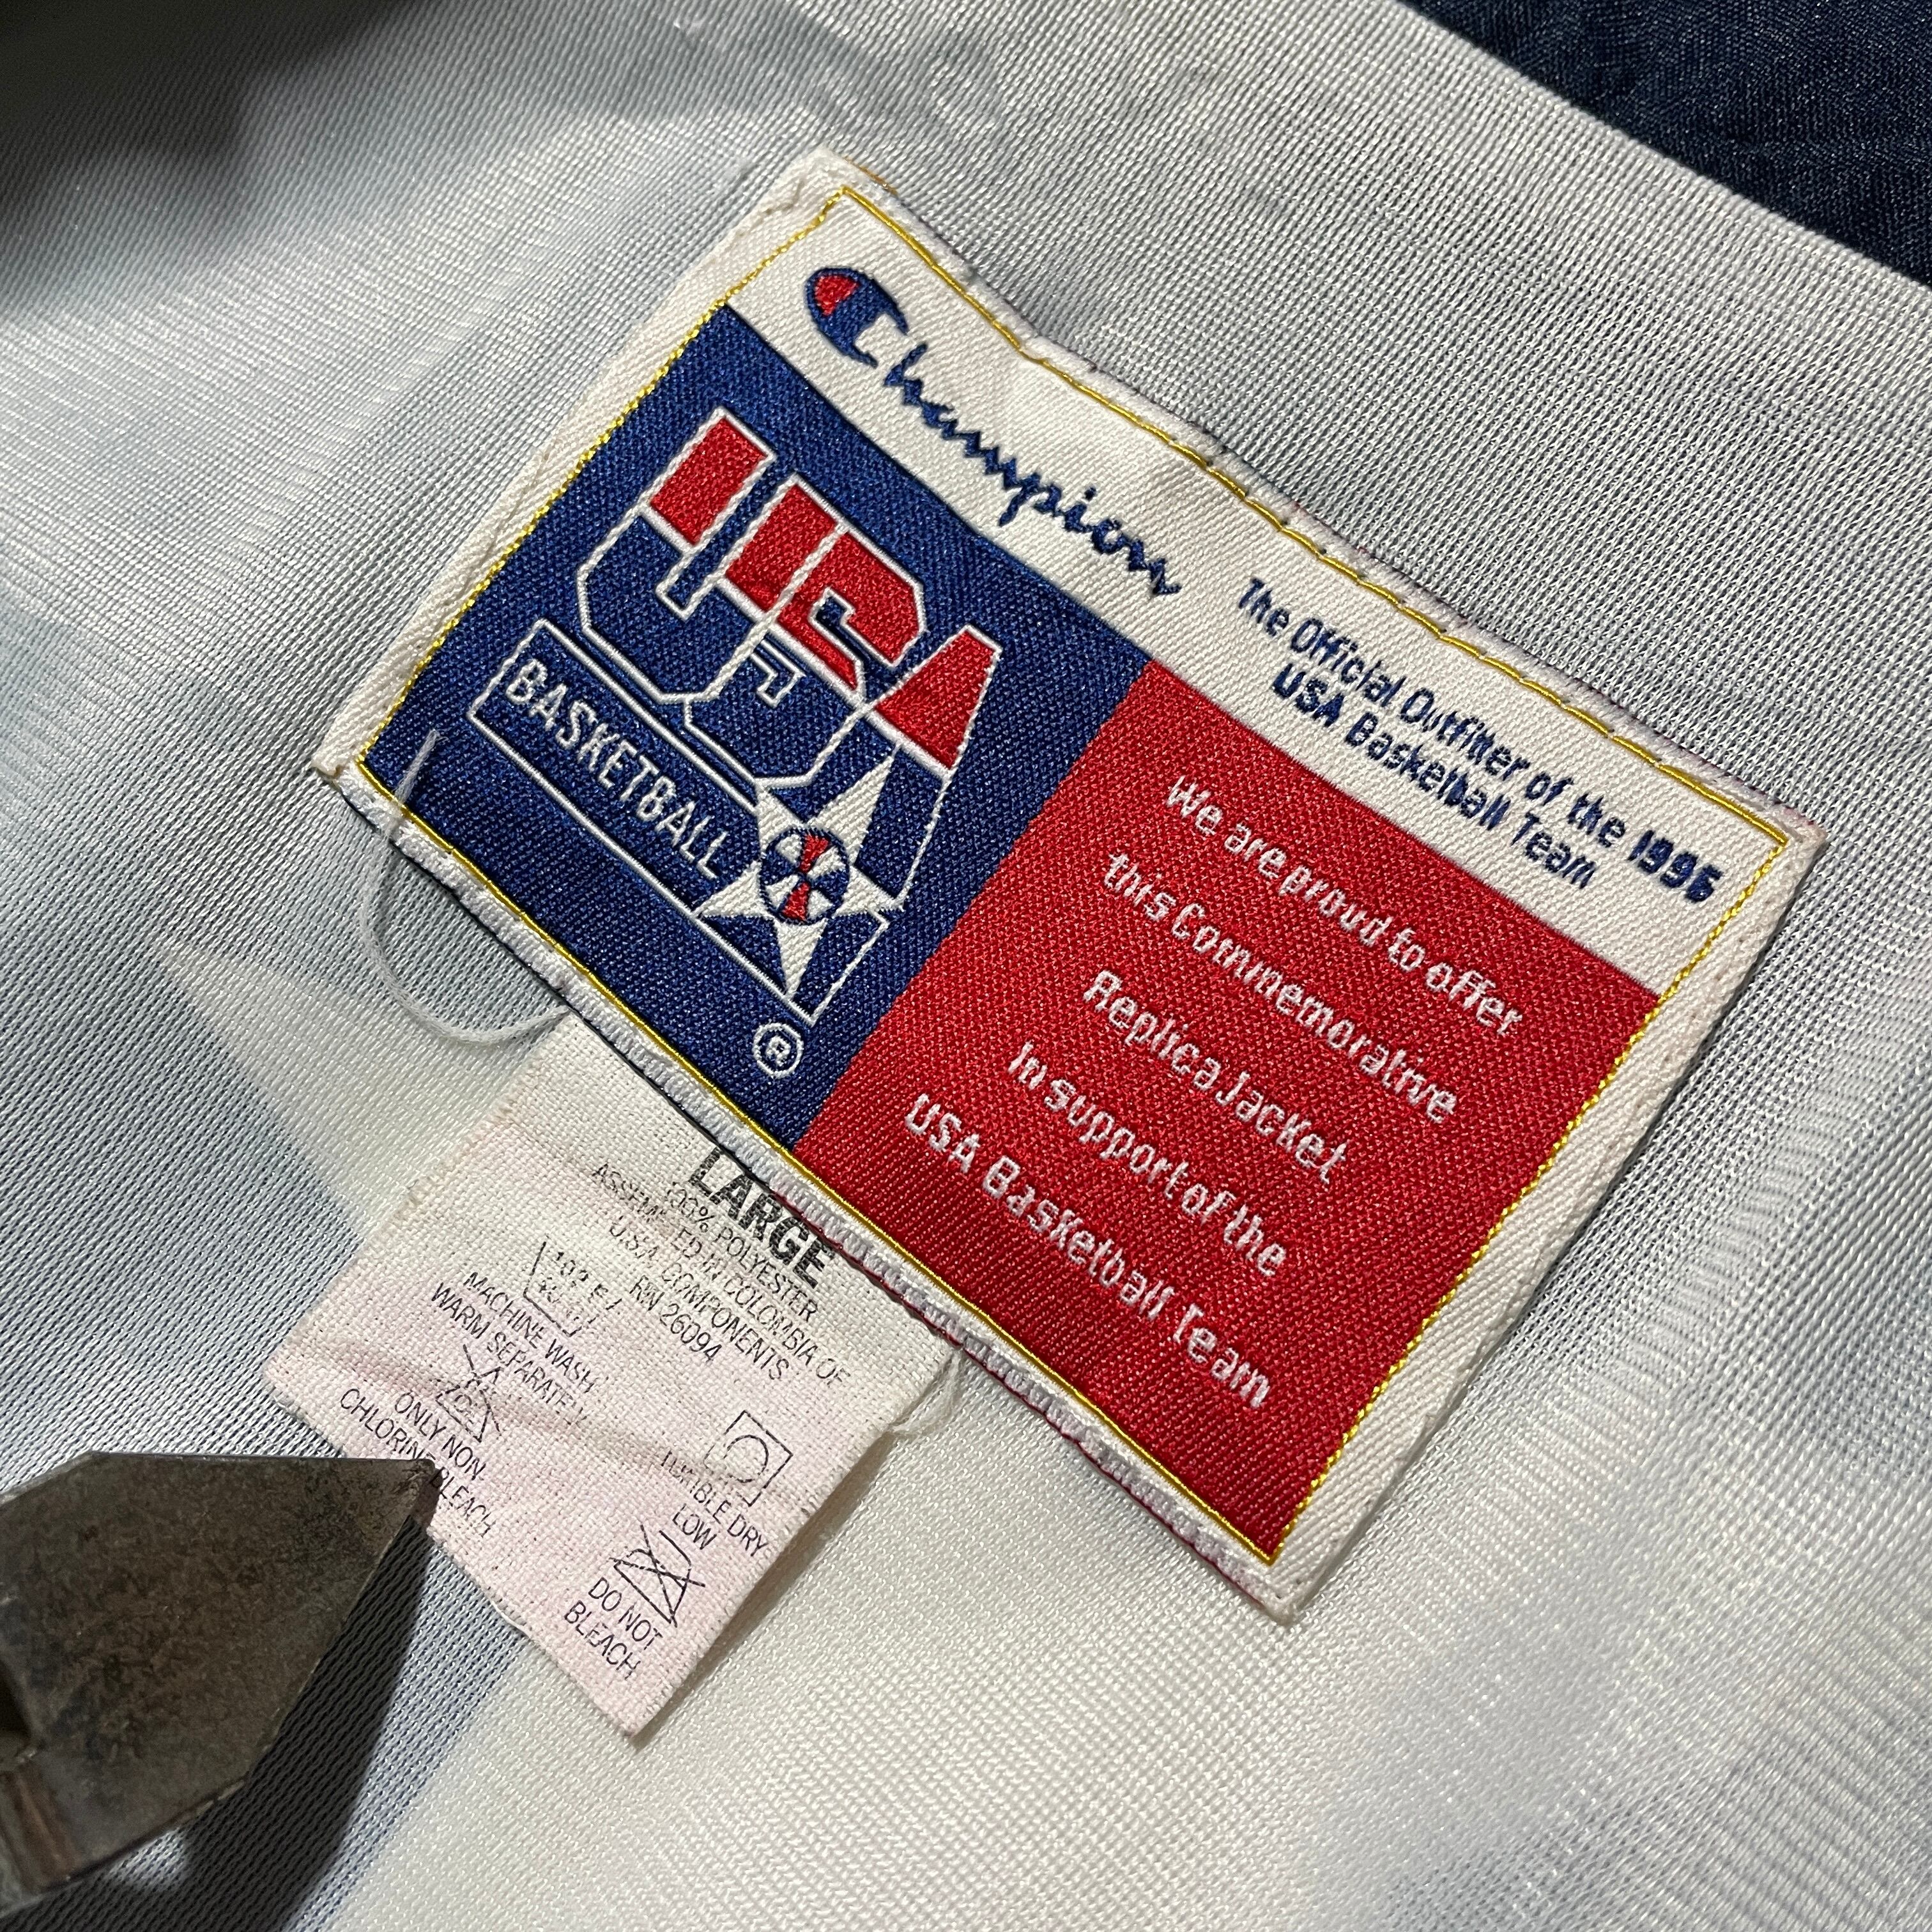 Champion
The Official Outfitter of the 1996
USA Basketball Team
USA
BASKETBALL
®
We are proud to offer
this Commemorative
Replica Jacket
In support of the
USA Basketball Team
LARGE
100% POLYESTER
ASSEMBLED IN COLOMBIA OF
U.S.A. COMPONENTS
RN 26094
MACHINE WASH
WARM SEPARATELY
ONLY NON
CHLORINE BLEACH
TUMBLE DRY
LOW
DO NOT
BLEACH